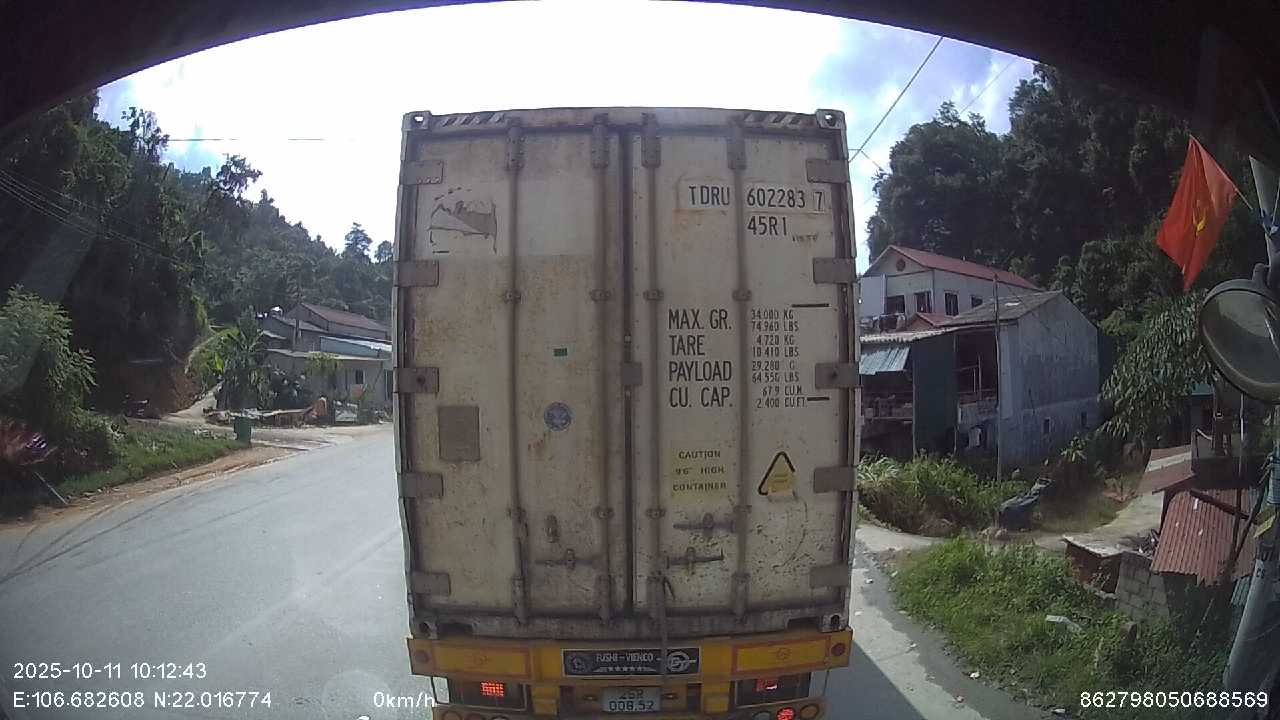 TDRU 602283 7
45R1
MAX. GR. 34.000 KG
74.960 LBS
TARE 4.720 KG
10.410 LBS
PAYLOAD 29.280 G
64.550 LBS
CU. CAP. 67.9 CU.M.
2.400 CU.FT.
CAUTION
9'6" HIGH
CONTAINER
FUSHI-VIENCO
2025-10-11 10:12:43
E:106.682608 N:22.016774 0km/h
862798050688569